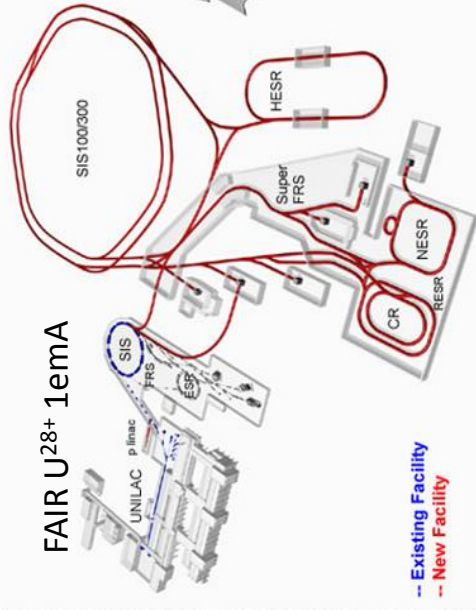 FAIR U²⁸⁺ 1emA
SIS100/300
HESR
SIS
p linac
UNILAC
FRS
ESR
Super
FRS
CR
RESR
NESR
-- Existing Facility
-- New Facility